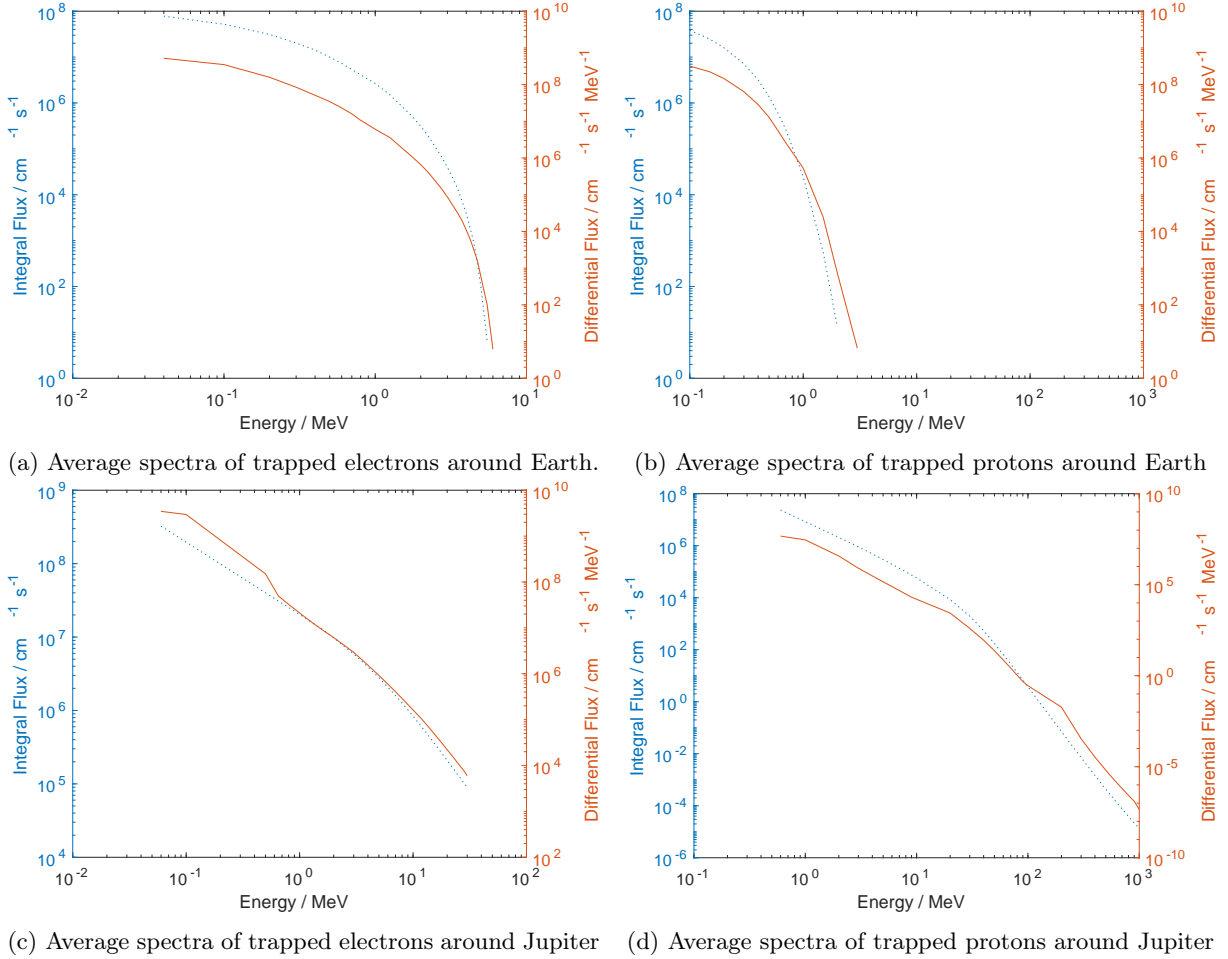 10^8
10^6
10^4
10^2
10^0
Integral Flux / cm ^-1 s^-1
10^10
10^8
10^6
10^4
10^2
10^0
Differential Flux / cm ^-1 s^-1 MeV^-1
10^-2 10^-1 10^0 10^1
Energy / MeV
(a) Average spectra of trapped electrons around Earth.
10^8
10^6
10^4
10^2
10^0
Integral Flux / cm ^-1 s^-1
10^10
10^8
10^6
10^4
10^2
10^0
Differential Flux / cm ^-1 s^-1 MeV^-1
10^-1 10^0 10^1 10^2 10^3
Energy / MeV
(b) Average spectra of trapped protons around Earth
10^9
10^8
10^7
10^6
10^5
10^4
Integral Flux / cm ^-1 s^-1
10^10
10^8
10^6
10^4
10^2
Differential Flux / cm ^-1 s^-1 MeV^-1
10^-2 10^-1 10^0 10^1 10^2
Energy / MeV
(c) Average spectra of trapped electrons around Jupiter
10^8
10^6
10^4
10^2
10^0
10^-2
10^-4
10^-6
Integral Flux / cm ^-1 s^-1
10^10
10^5
10^0
10^-5
10^-10
Differential Flux / cm ^-1 s^-1 MeV^-1
10^-1 10^0 10^1 10^2 10^3
Energy / MeV
(d) Average spectra of trapped protons around Jupiter